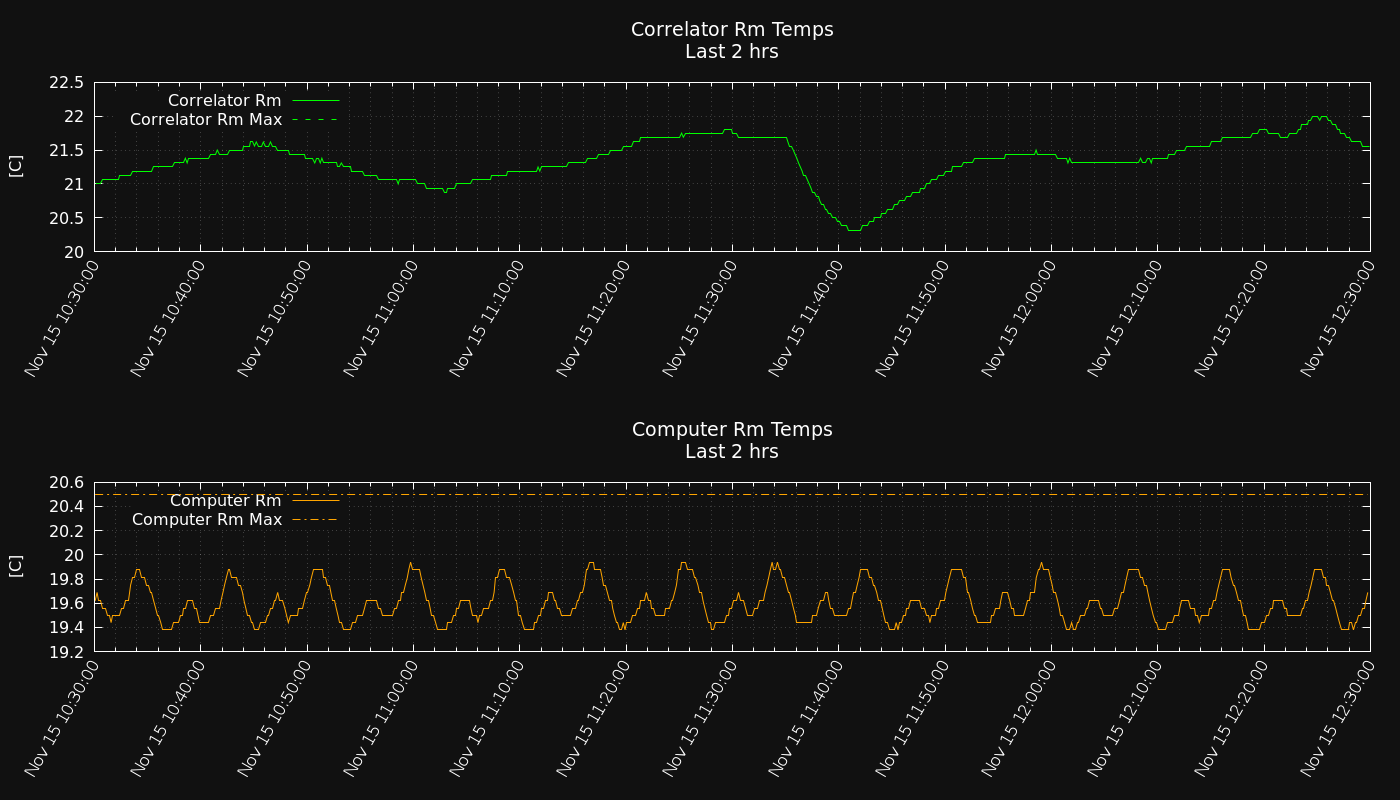 Correlator Rm Temps
Last 2 hrs
22.5
22
21.5
21
20.5
20
[C]
Correlator Rm
Correlator Rm Max
Nov 15 10:30:00
Nov 15 10:40:00
Nov 15 10:50:00
Nov 15 11:00:00
Nov 15 11:10:00
Nov 15 11:20:00
Nov 15 11:30:00
Nov 15 11:40:00
Nov 15 11:50:00
Nov 15 12:00:00
Nov 15 12:10:00
Nov 15 12:20:00
Nov 15 12:30:00
Computer Rm Temps
Last 2 hrs
20.6
20.4
20.2
20
19.8
19.6
19.4
19.2
[C]
Computer Rm
Computer Rm Max
Nov 15 10:30:00
Nov 15 10:40:00
Nov 15 10:50:00
Nov 15 11:00:00
Nov 15 11:10:00
Nov 15 11:20:00
Nov 15 11:30:00
Nov 15 11:40:00
Nov 15 11:50:00
Nov 15 12:00:00
Nov 15 12:10:00
Nov 15 12:20:00
Nov 15 12:30:00